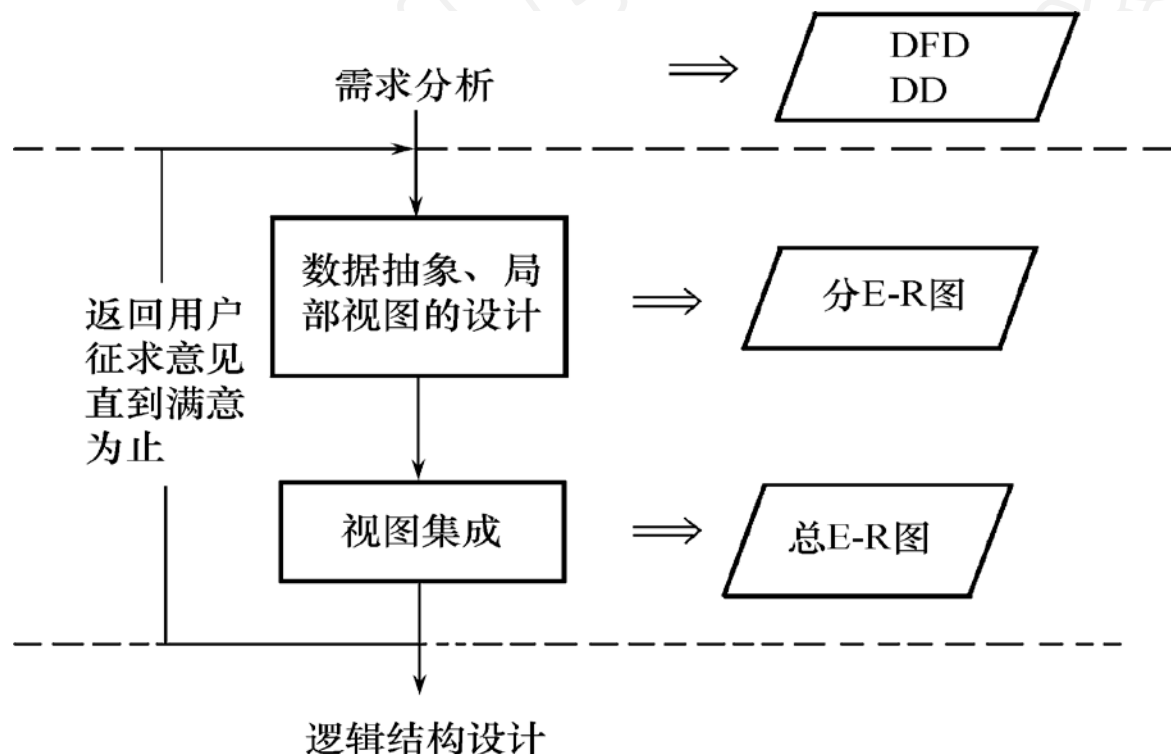 需求分析
DFD
DD
数据抽象、局
部视图的设计
分E-R图
返回用户
征求意见
直到满意
为止
视图集成
总E-R图
逻辑结构设计